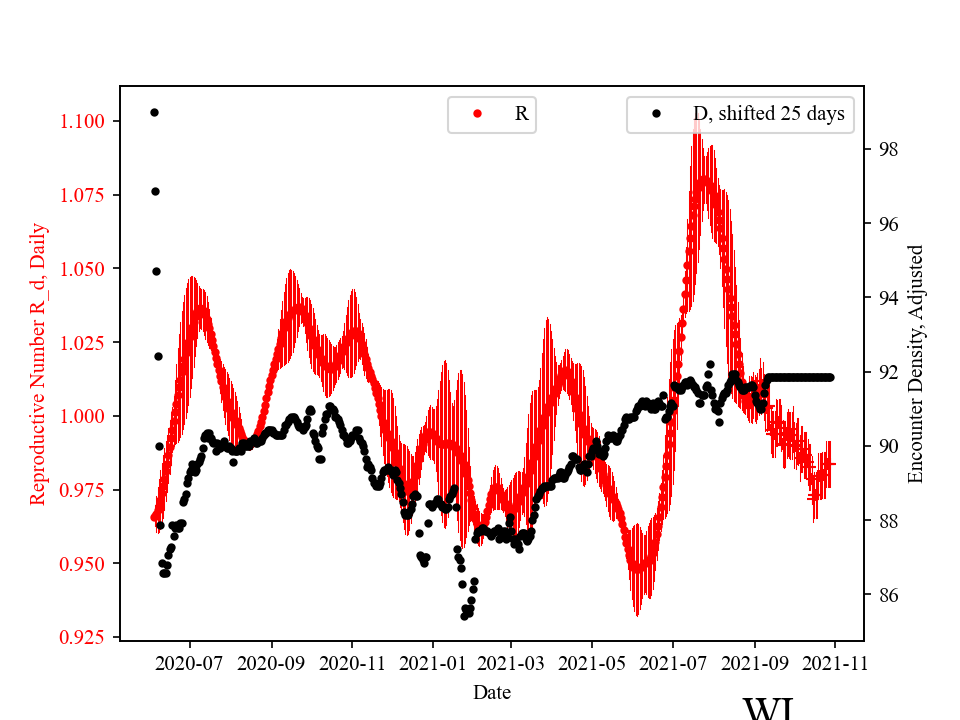 R
D, shifted 25 days
1.100
1.075
1.050
1.025
1.000
0.975
0.950
0.925
Reproductive Number R_d, Daily
98
96
94
92
90
88
86
Encounter Density, Adjusted
2020-07 2020-09 2020-11 2021-01 2021-03 2021-05 2021-07 2021-09 2021-11
Date
WI